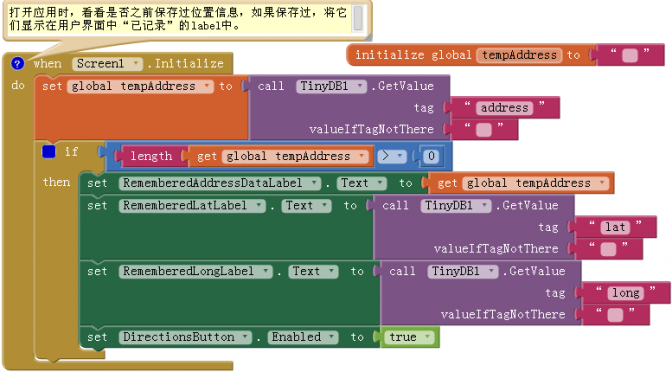 打开应用时，看看是否之前保存过位置信息，如果保存过，将它
们显示在用户界面中“已记录”的label中。
initialize global tempAddress to “ ”
? when Screen1 .Initialize
do set global tempAddress to call TinyDB1 .GetValue
tag “ address ”
valueIfTagNotThere “ ”
if length get global tempAddress > 0
then set RememberedAddressDataLabel . Text to get global tempAddress
set RememberedLatLabel . Text to call TinyDB1 .GetValue
tag “ lat ”
valueIfTagNotThere “ ”
set RememberedLongLabel . Text to call TinyDB1 .GetValue
tag “ long ”
valueIfTagNotThere “ ”
set DirectionsButton . Enabled to true